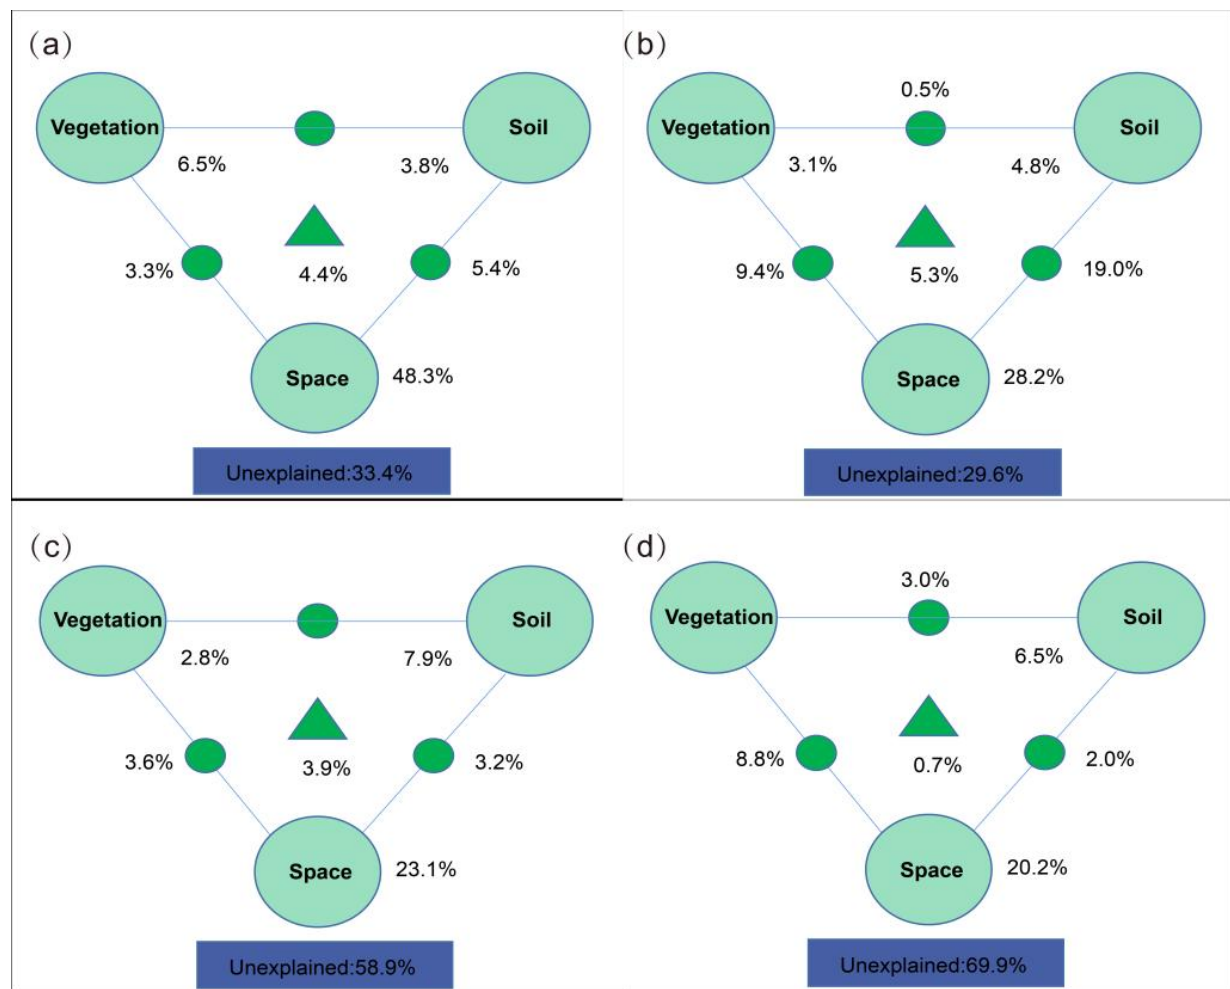 (a)
Vegetation
Soil
6.5%
3.8%
3.3%
4.4%
5.4%
Space
48.3%
Unexplained:33.4%
(b)
0.5%
Vegetation
Soil
3.1%
4.8%
9.4%
5.3%
19.0%
Space
28.2%
Unexplained:29.6%
(c)
Vegetation
Soil
2.8%
7.9%
3.6%
3.9%
3.2%
Space
23.1%
Unexplained:58.9%
(d)
3.0%
Vegetation
Soil
6.5%
8.8%
0.7%
2.0%
Space
20.2%
Unexplained:69.9%